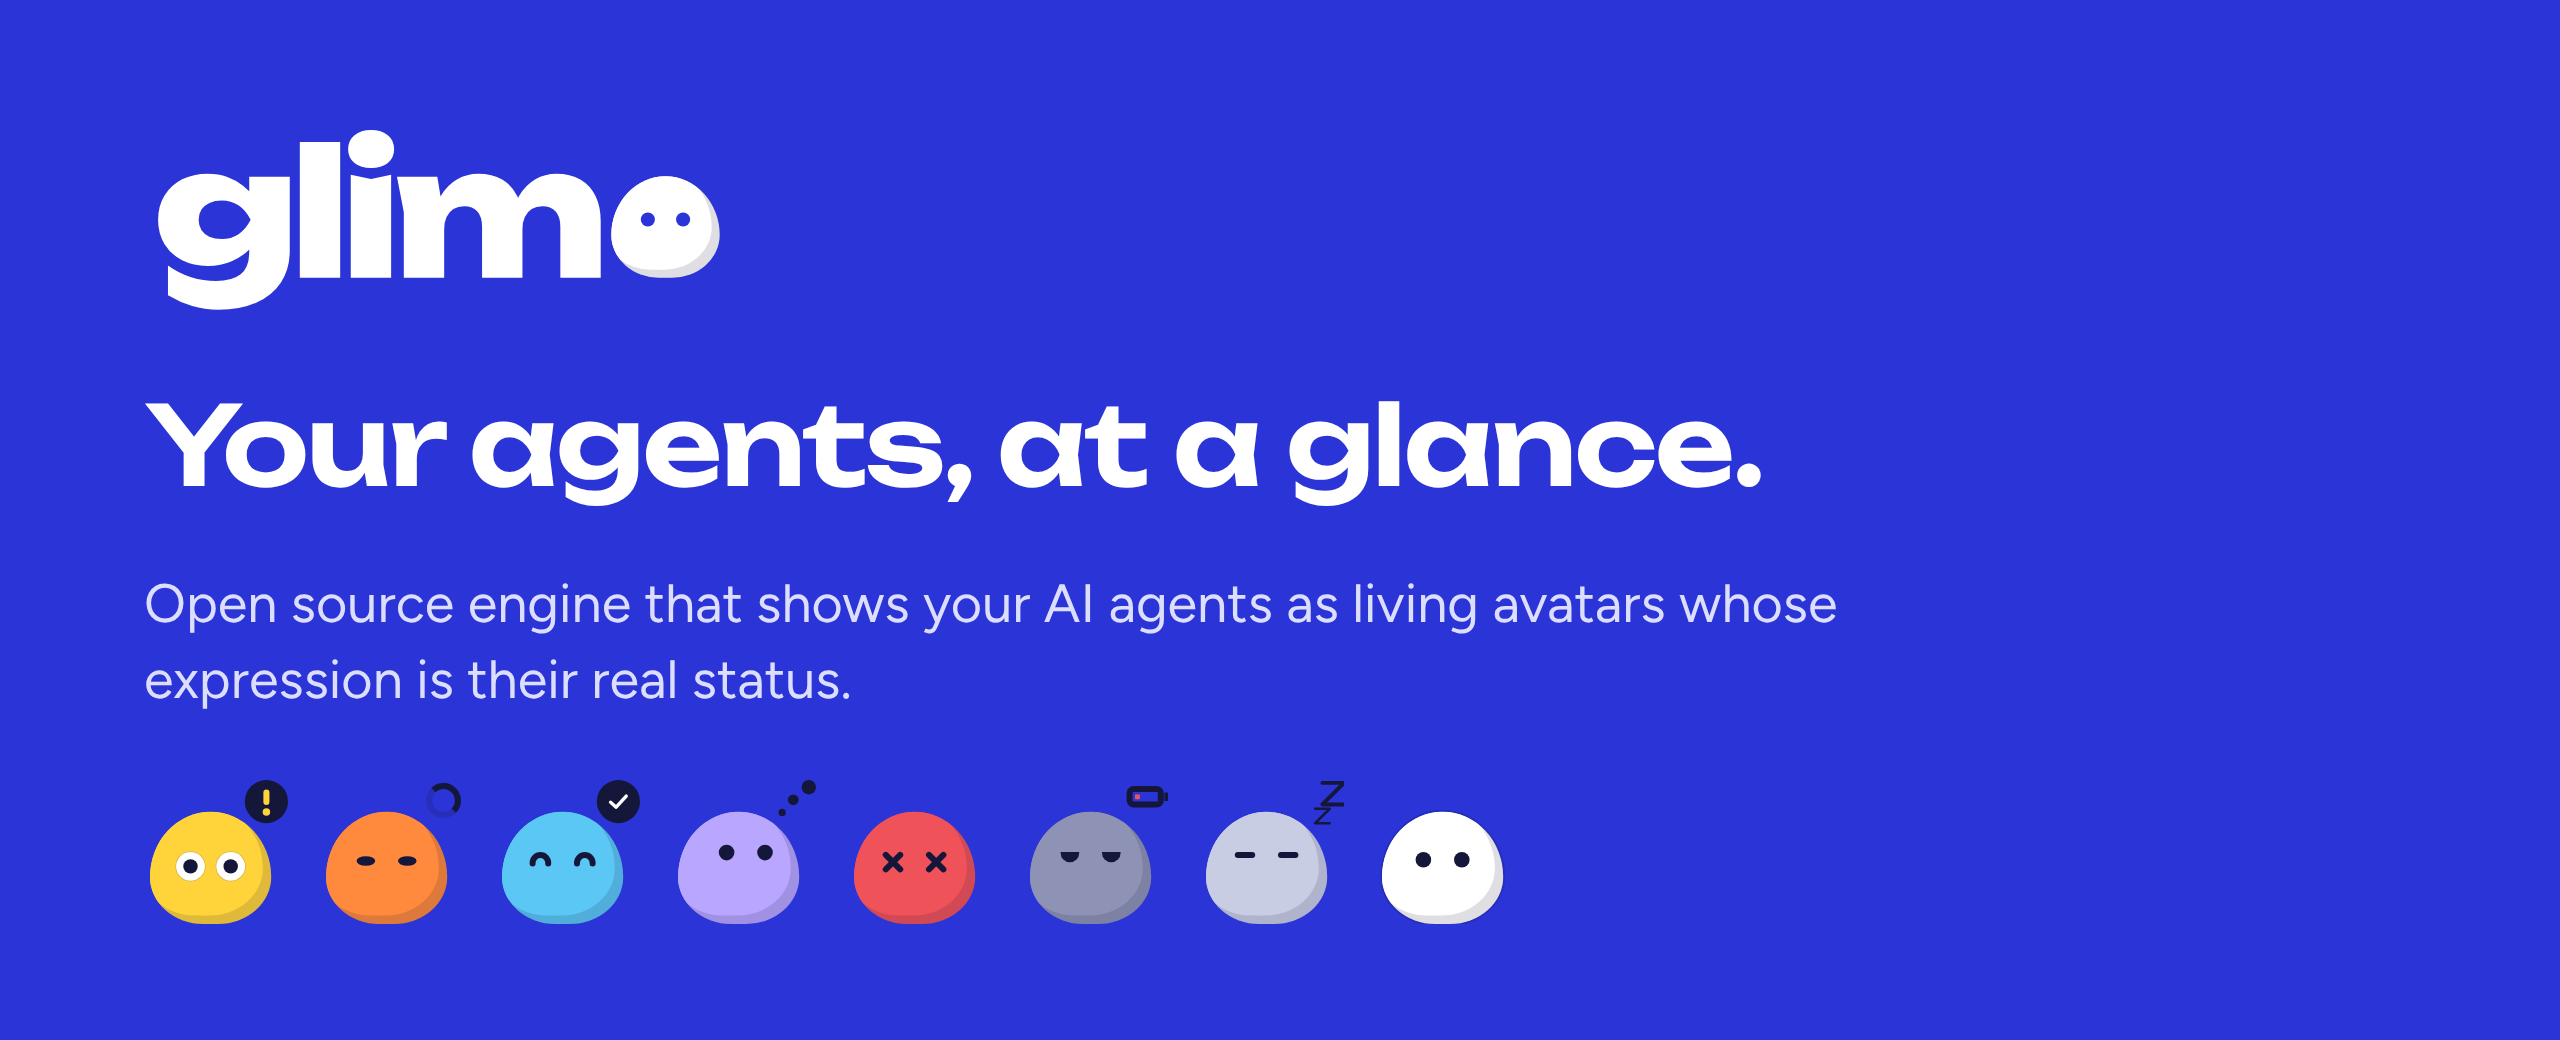 glimo
Your agents, at a glance.
Open source engine that shows your AI agents as living avatars whose
expression is their real status.
! Z
Z